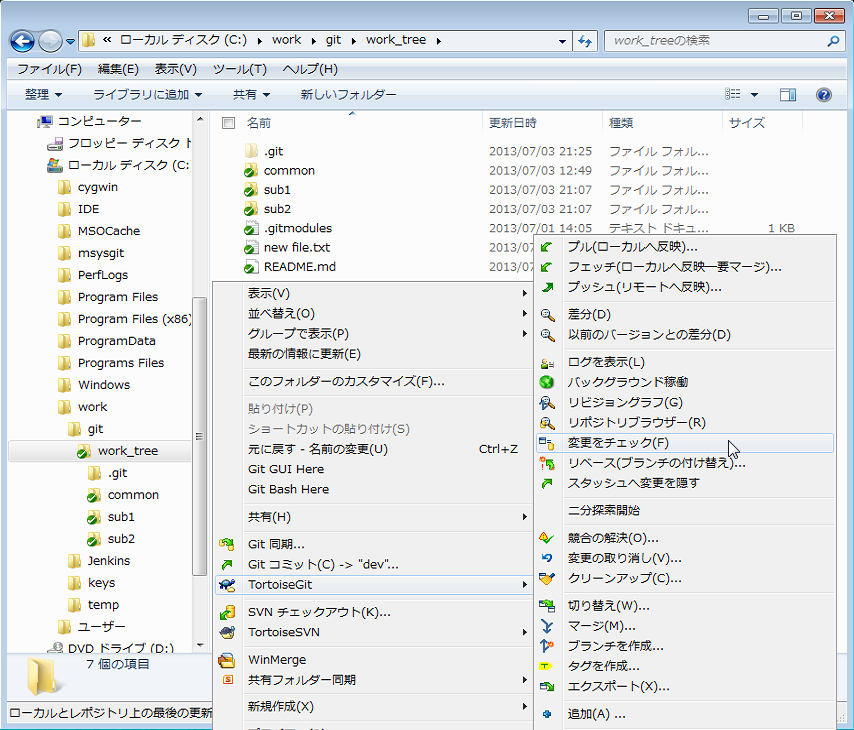 « ローカル ディスク (C:) ▸ work ▸ git ▸ work_tree ▸
work_treeの検索
ファイル(F) 編集(E) 表示(V) ツール(T) ヘルプ(H)
整理 ライブラリに追加 共有 新しいフォルダー
コンピューター
フロッピー ディスク ド
ローカル ディスク (C:
cygwin
IDE
MSOCache
msysgit
PerfLogs
Program Files
Program Files (x86)
ProgramData
Programs Files
Windows
work
git
work_tree
.git
common
sub1
sub2
Jenkins
keys
temp
ユーザー
DVD ドライブ (D:)
名前 更新日時 種類 サイズ
.git 2013/07/03 21:25 ファイル フォル...
common 2013/07/03 12:49 ファイル フォル...
sub1 2013/07/03 21:07 ファイル フォル...
sub2 2013/07/03 21:07 ファイル フォル...
.gitmodules 2013/07/01 14:05 テキスト ドキュ... 1 KB
new file.txt 2013/07/0
README.md 2013/07
表示(V)
並べ替え(O)
グループで表示(P)
最新の情報に更新(E)
このフォルダーのカスタマイズ(F)...
貼り付け(P)
ショートカットの貼り付け(S)
元に戻す - 名前の変更(U) Ctrl+Z
Git GUI Here
Git Bash Here
共有(H)
Git 同期...
Git コミット(C) -> "dev"...
TortoiseGit
SVN チェックアウト(K)...
TortoiseSVN
WinMerge
共有フォルダー同期
新規作成(X)
プル(ローカルへ反映)...
フェッチ(ローカルへ反映―要マージ)...
プッシュ(リモートへ反映)...
差分(D)
以前のバージョンとの差分(D)
ログを表示(L)
バックグラウンド稼働
リビジョングラフ(G)
リポジトリブラウザー(R)
変更をチェック(F)
リベース(ブランチの付け替え)...
スタッシュへ変更を隠す
二分探索開始
競合の解決(O)...
変更の取り消し(V)...
クリーンアップ(C)...
切り替え(W)...
マージ(M)...
ブランチを作成...
タグを作成...
エクスポート(X)...
追加(A) ...
7 個の項目
ローカルとレポジトリ上の最後の更新